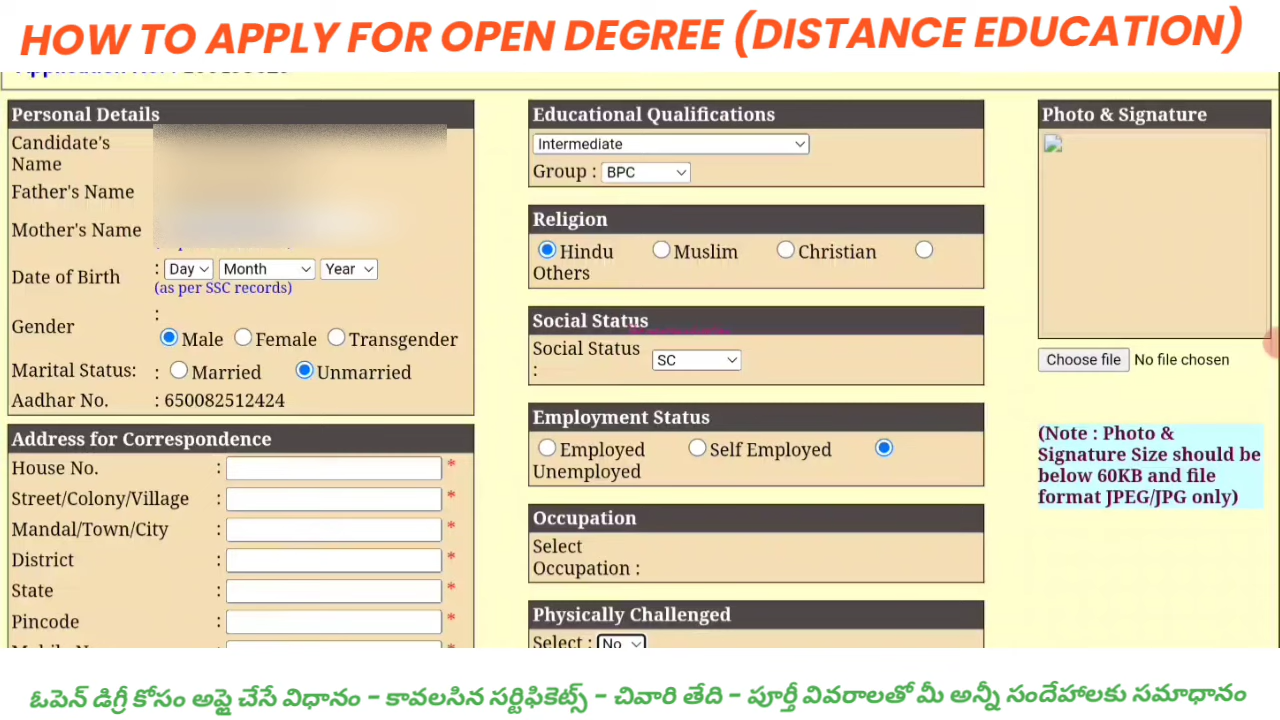 HOW TO APPLY FOR OPEN DEGREE (DISTANCE EDUCATION)
Personal Details
Candidate's
Name
Father's Name
Mother's Name
Date of Birth : Day Month Year
(as per SSC records)
Gender :
Male Female Transgender
Marital Status: : Married Unmarried
Aadhar No. : 650082512424
Address for Correspondence
House No. : *
Street/Colony/Village : *
Mandal/Town/City : *
District : *
State : *
Pincode : *
Educational Qualifications
Intermediate
Group : BPC
Religion
Hindu Muslim Christian
Others
Social Status
Social Status
: SC
Employment Status
Employed Self Employed
Unemployed
Occupation
Select
Occupation :
Physically Challenged
Select : No
Photo & Signature
Choose file No file chosen
(Note : Photo &
Signature Size should be
below 60KB and file
format JPEG/JPG only)
ఓపెన్ డిగ్రీ కోసం అప్లై చేసే విధానం - కావలసిన సర్టిఫికెట్స్ - చివారి తేది - పూర్తీ వివరాలతో మీ అన్నీ సందేహాలకు సమాధానం